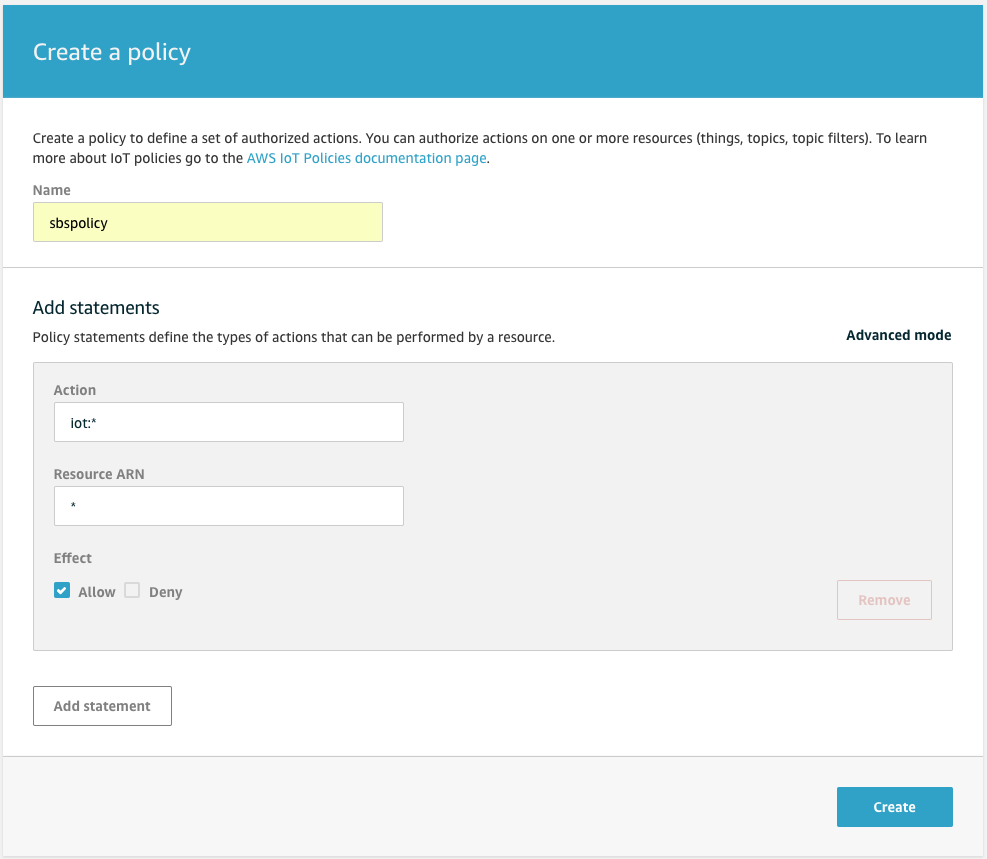 Create a policy
Create a policy to define a set of authorized actions. You can authorize actions on one or more resources (things, topics, topic filters). To learn
more about IoT policies go to the AWS IoT Policies documentation page.
Name
sbspolicy
Add statements
Policy statements define the types of actions that can be performed by a resource.
Advanced mode
Action
iot:*
Resource ARN
*
Effect
Allow Deny
Remove
Add statement
Create